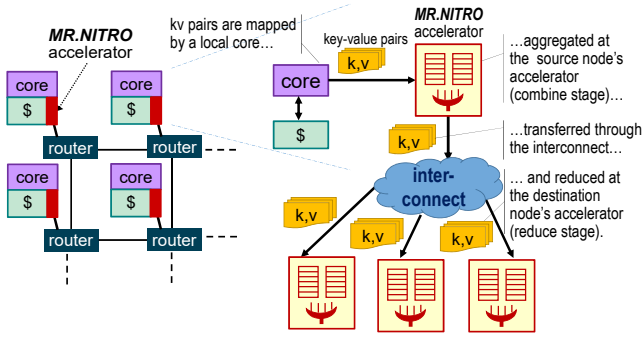 MR.NITRO
accelerator
core
$
core
$
router
router
core
$
core
$
router
router
kv pairs are mapped
by a local core…
key-value pairs
k,v
core
$
MR.NITRO
accelerator
…aggregated at
the source node's
accelerator
(combine stage)…
k,v
…transferred through
the interconnect…
inter-
connect
… and reduced at
the destination
node's accelerator
(reduce stage).
k,v
k,v
k,v